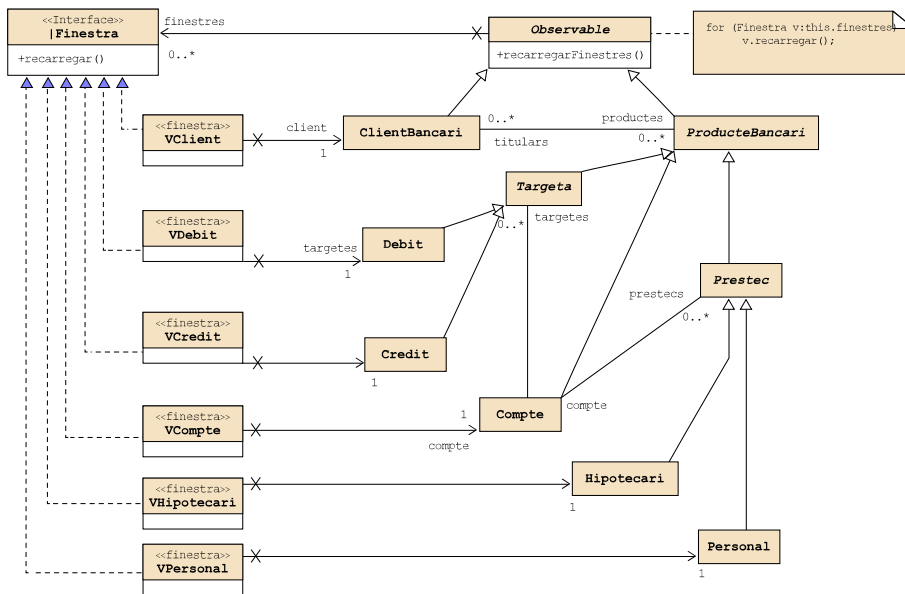 <<Interface>>
|Finestra
+recarregar()
finestres
0..*
Observable
+recarregarFinestres()
for (Finestra v:this.finestres)
v.recarregar();
<<finestra>>
VClient
client
1
ClientBancari
0..*
titulars
productes
0..*
ProducteBancari
Targeta
0..*
targetes
<<finestra>>
VDebit
targetes
1
Debit
Prestec
prestecs
0..*
<<finestra>>
VCredit
1
Credit
<<finestra>>
VCompte
1
compte
Compte
compte
<<finestra>>
VHipotecari
1
Hipotecari
<<finestra>>
VPersonal
1
Personal